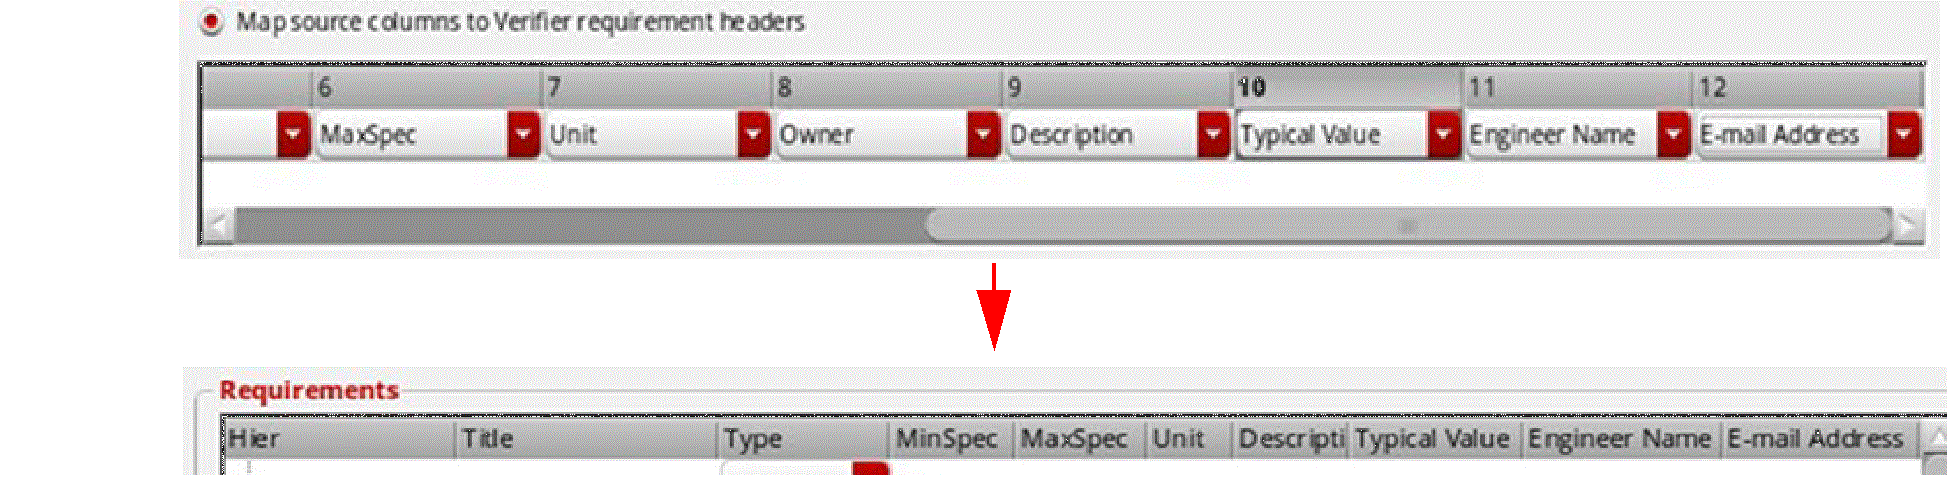 Map source columns to Verifier requirement headers
6 7 8 9 10 11 12
MaxSpec Unit Owner Description Typical Value Engineer Name E-mail Address
Requirements
Hier Title Type MinSpec MaxSpec Unit Descripti Typical Value Engineer Name E-mail Address